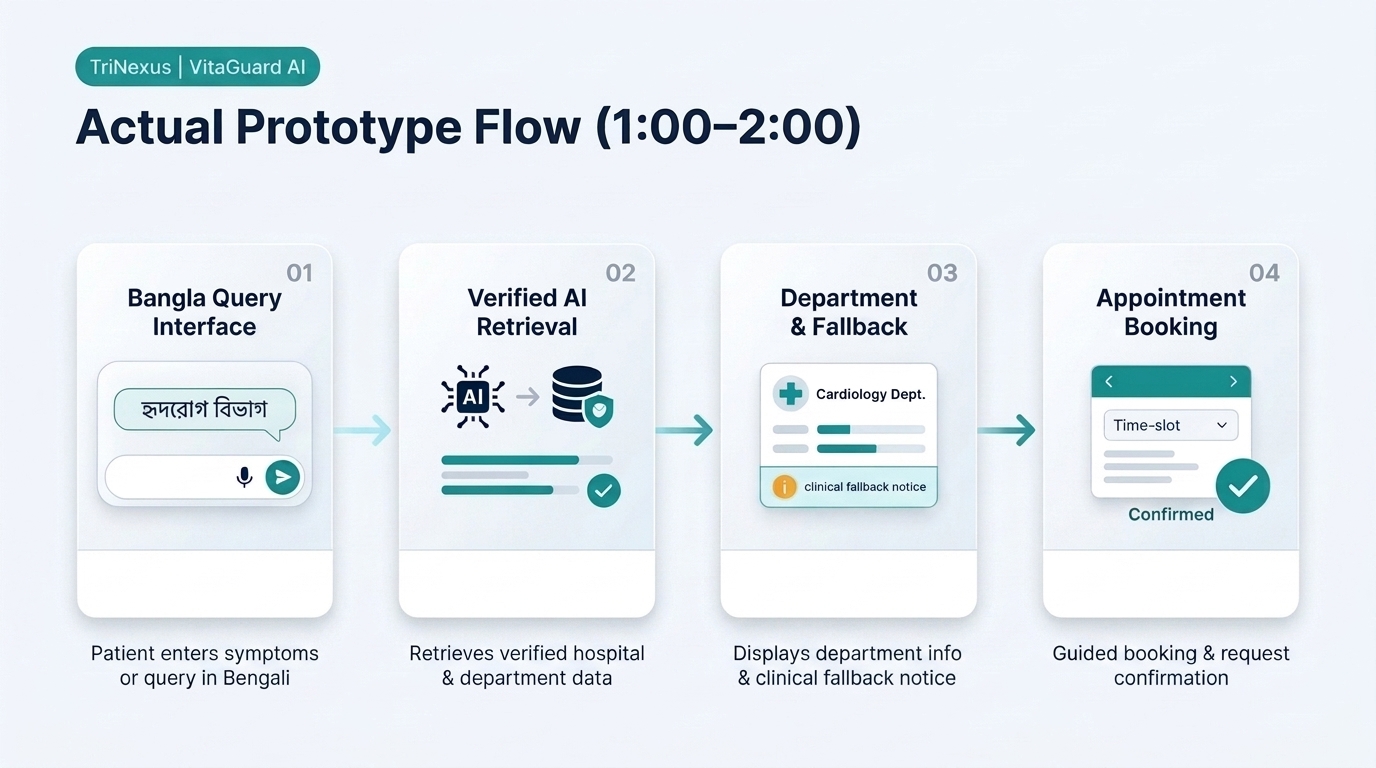 TriNexus | VitaGuard AI
Actual Prototype Flow (1:00–2:00)
01
Bangla Query
Interface
হৃদরোগ বিভাগ
Patient enters symptoms
or query in Bengali
02
Verified AI
Retrieval
AI
Retrieves verified hospital
& department data
03
Department
& Fallback
Cardiology Dept.
clinical fallback notice
Displays department info
& clinical fallback notice
04
Appointment
Booking
Time-slot
Confirmed
Guided booking & request
confirmation